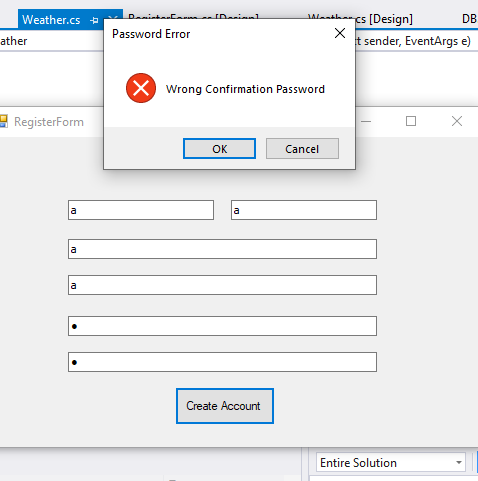 Weather.cs
RegisterForm.cs [Design]
Weather.cs [Design]
DB
ather
Password Error
ct sender, EventArgs e)
Wrong Confirmation Password
OK
Cancel
RegisterForm
a
a
a
a
●
●
Create Account
Entire Solution